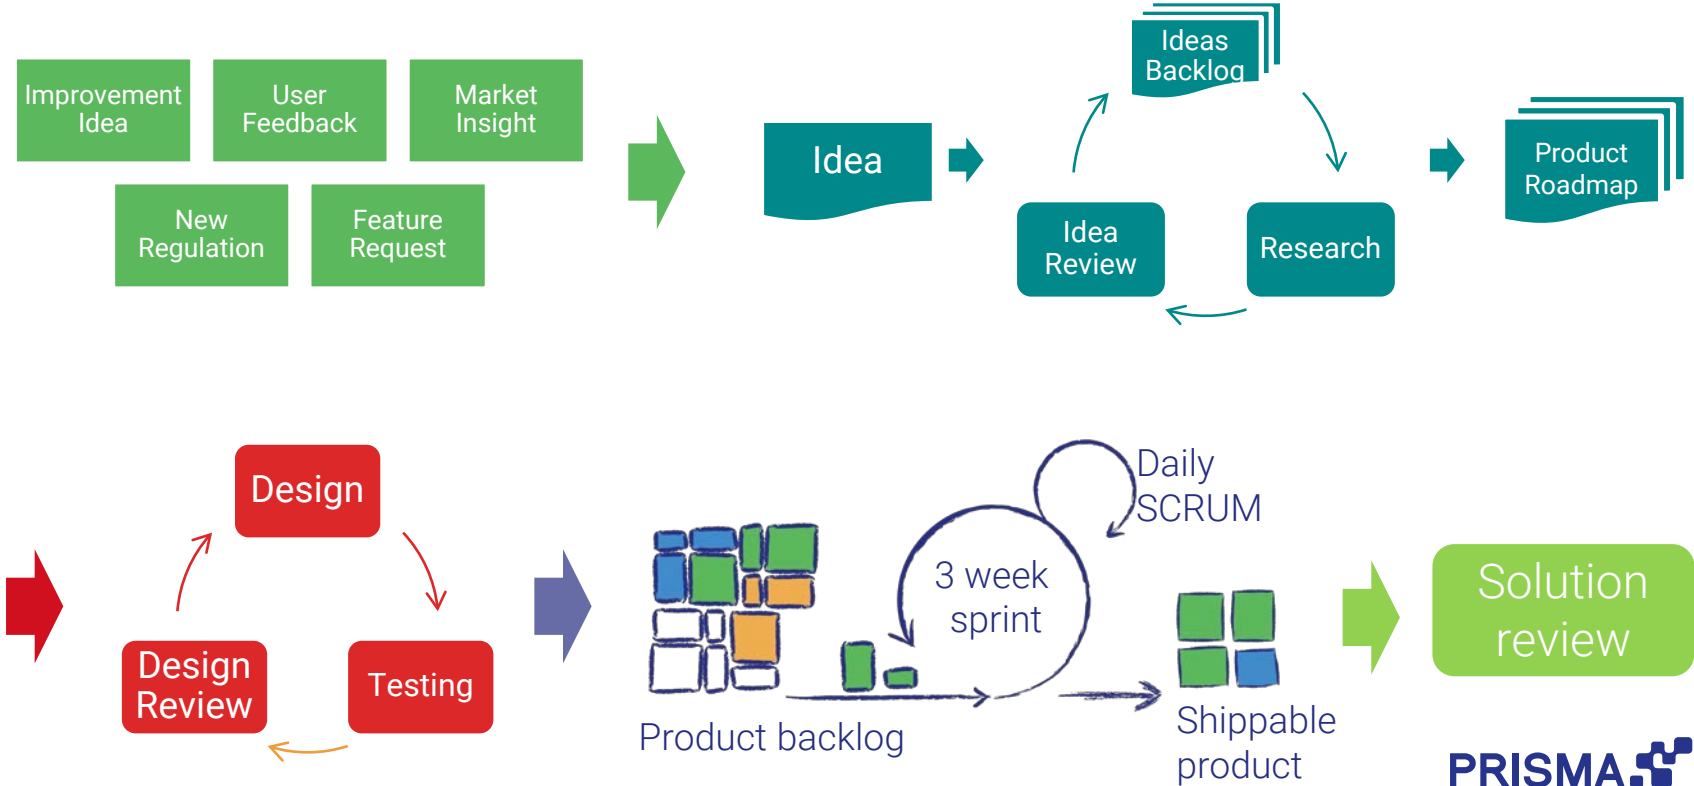 Improvement
Idea
User
Feedback
Market
Insight
New
Regulation
Feature
Request
Idea
Ideas
Backlog
Idea
Review
Research
Product
Roadmap
Design
Design
Review
Testing
Product backlog
3 week
sprint
Daily
SCRUM
Shippable
product
Solution
review
PRISMA